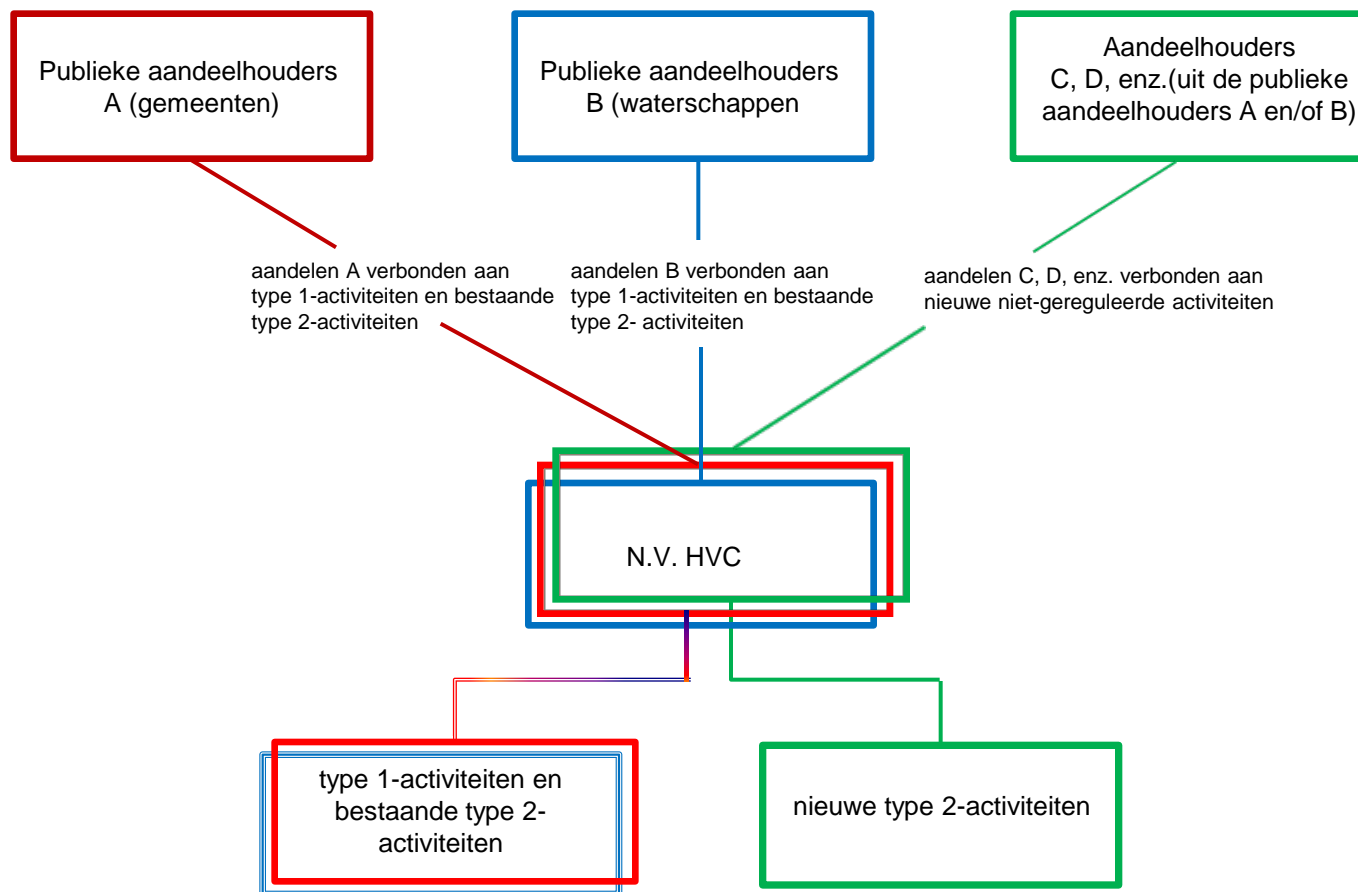 Publieke aandeelhouders
A (gemeenten)
Publieke aandeelhouders
B (waterschappen
Aandeelhouders
C, D, enz.(uit de publieke
aandeelhouders A en/of B)
aandelen A verbonden aan
type 1-activiteiten en bestaande
type 2-activiteiten
aandelen B verbonden aan
type 1-activiteiten en bestaande
type 2- activiteiten
aandelen C, D, enz. verbonden aan
nieuwe niet-gereguleerde activiteiten
N.V. HVC
type 1-activiteiten en
bestaande type 2-
activiteiten
nieuwe type 2-activiteiten